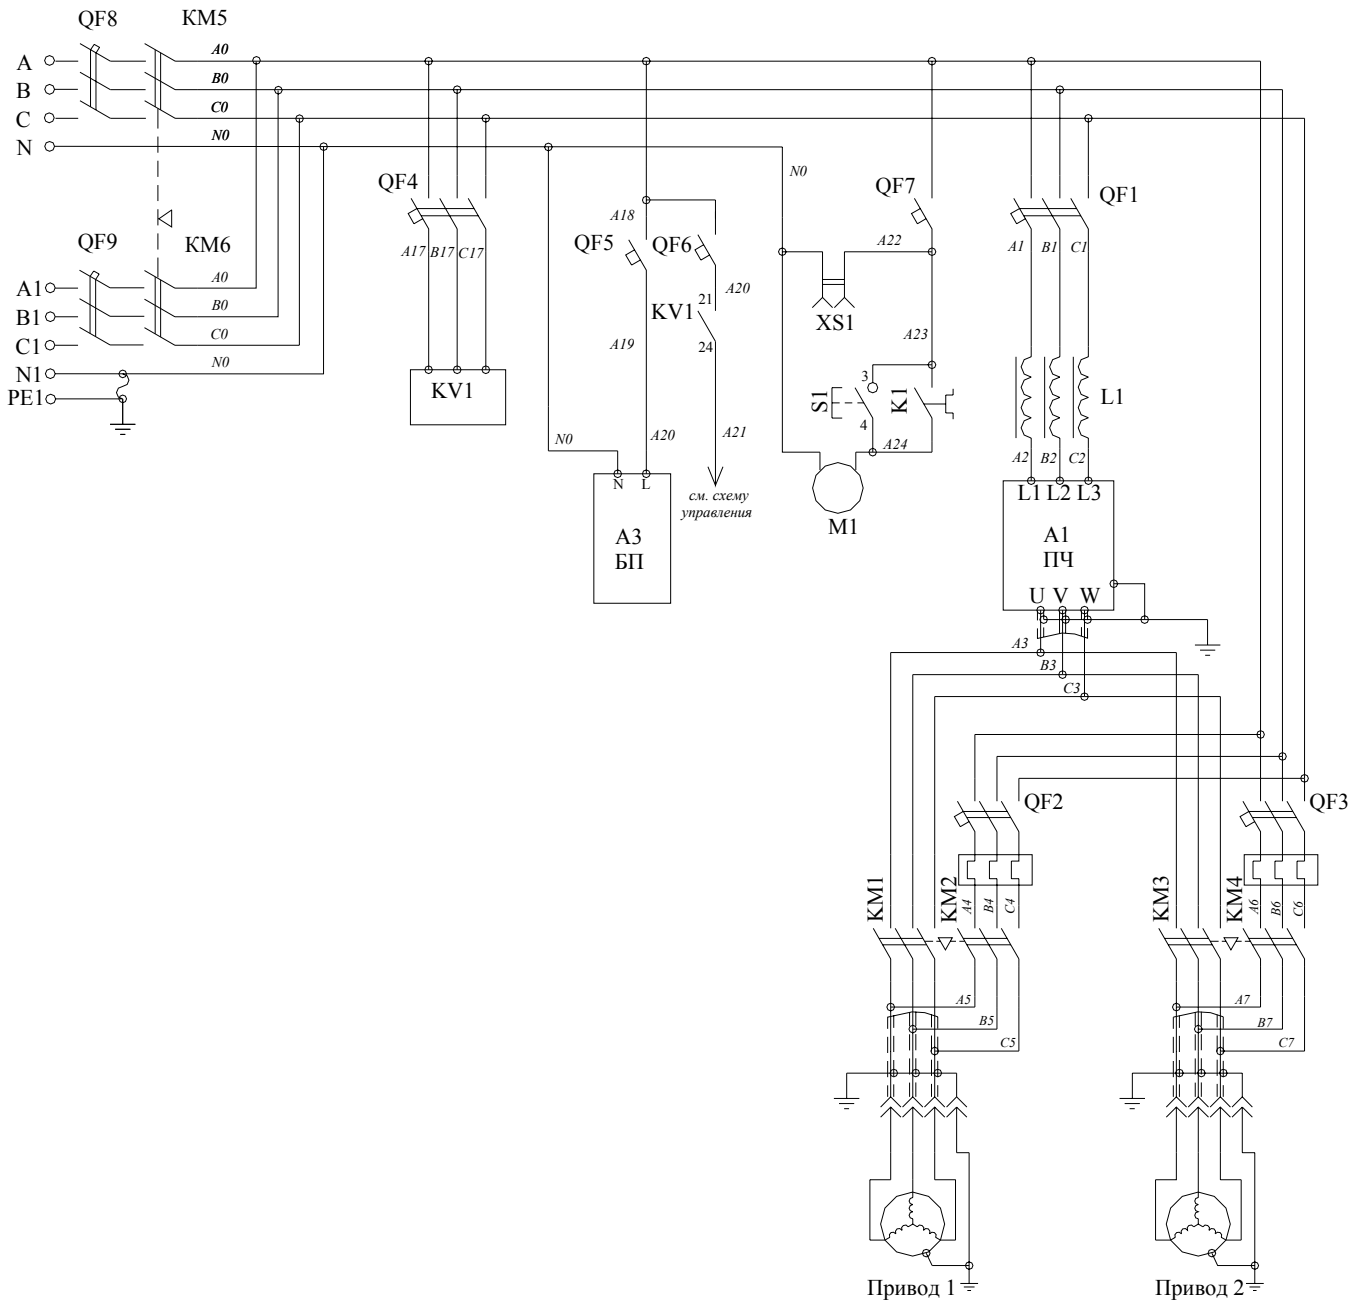 QF8
KM5
A
A0
B
B0
C
C0
N
N0
QF9
KM6
A1
A0
B1
B0
C1
C0
N1
N0
PE1
QF4
A17
B17
C17
KV1
A18
QF5
QF6
A20
21
KV1
24
A19
N0
A20
A21
N
L
см. схему
управления
А3
БП
N0
QF7
A22
XS1
A23
3
S1
4
K1
A24
M1
QF1
A1
B1
C1
L1
A2
B2
C2
L1
L2
L3
А1
ПЧ
U
V
W
A3
B3
C3
QF2
QF3
KM1
KM2
A4
B4
C4
KM3
KM4
A6
B6
C6
A5
B5
C5
A7
B7
C7
Привод 1
Привод 2